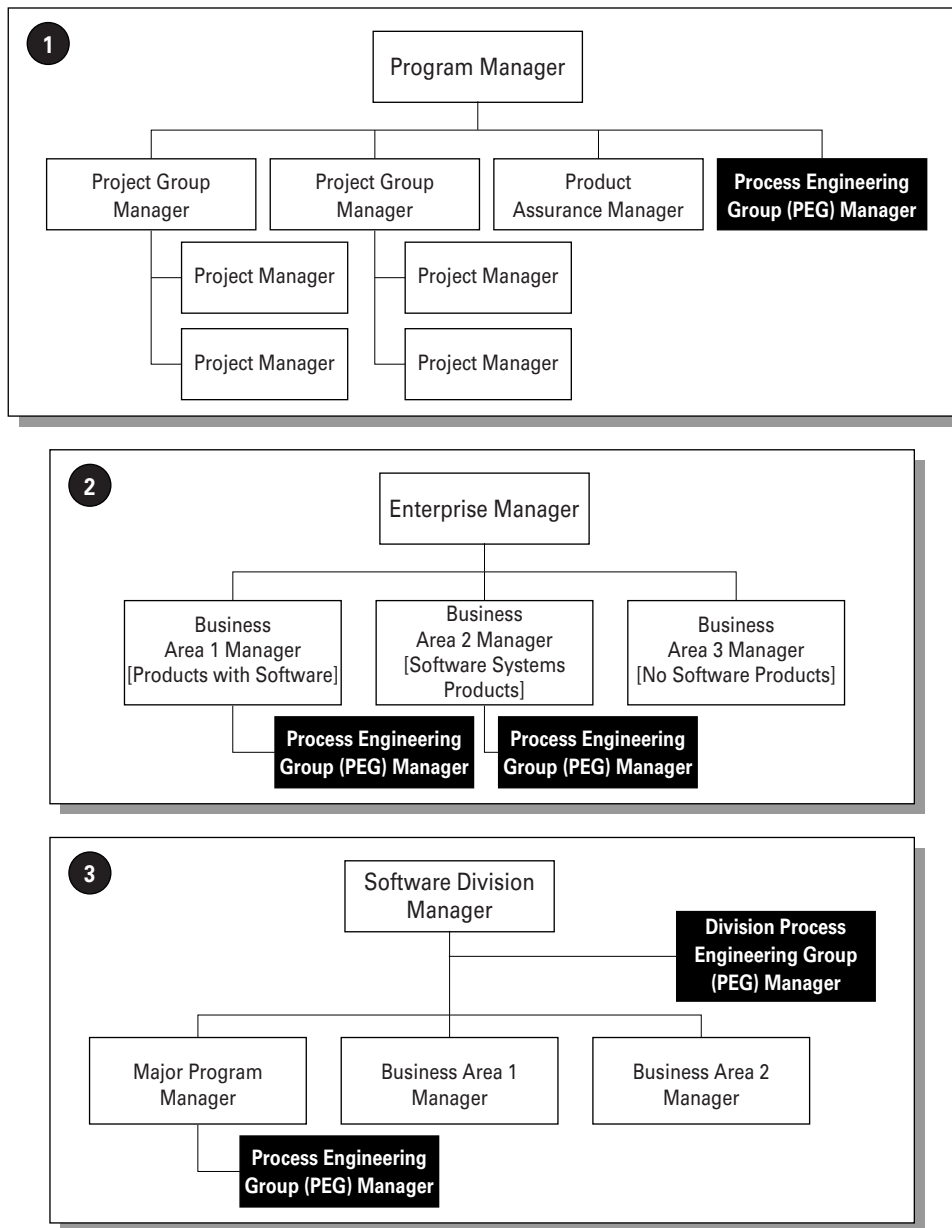 1
Program Manager
Project Group
Manager
Project Group
Manager
Product
Assurance Manager
Process Engineering
Group (PEG) Manager
Project Manager
Project Manager
Project Manager
Project Manager
2
Enterprise Manager
Business
Area 1 Manager
[Products with Software]
Business
Area 2 Manager
[Software Systems
Products]
Business
Area 3 Manager
[No Software Products]
Process Engineering
Group (PEG) Manager
Process Engineering
Group (PEG) Manager
3
Software Division
Manager
Division Process
Engineering Group
(PEG) Manager
Major Program
Manager
Business Area 1
Manager
Business Area 2
Manager
Process Engineering
Group (PEG) Manager